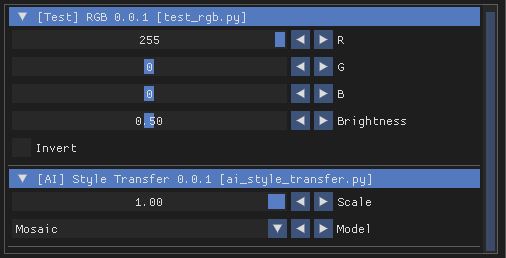 [Test] RGB 0.0.1 [test_rgb.py]
255 R
0 G
0 B
0.50 Brightness
Invert
[AI] Style Transfer 0.0.1 [ai_style_transfer.py]
1.00 Scale
Mosaic Model